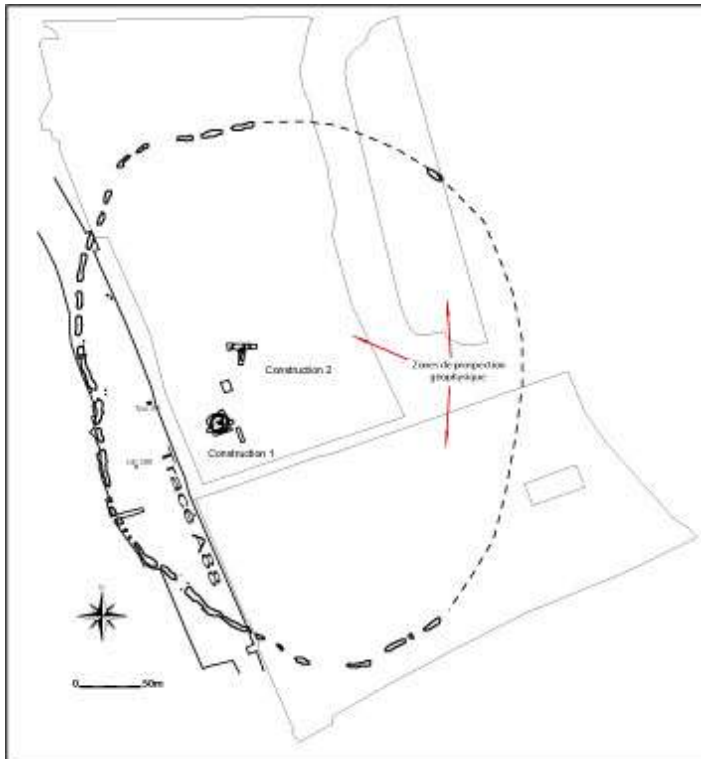 Construction 2
Zones de prospection
géophysique
Construction 1
Tracé A88
0 50m